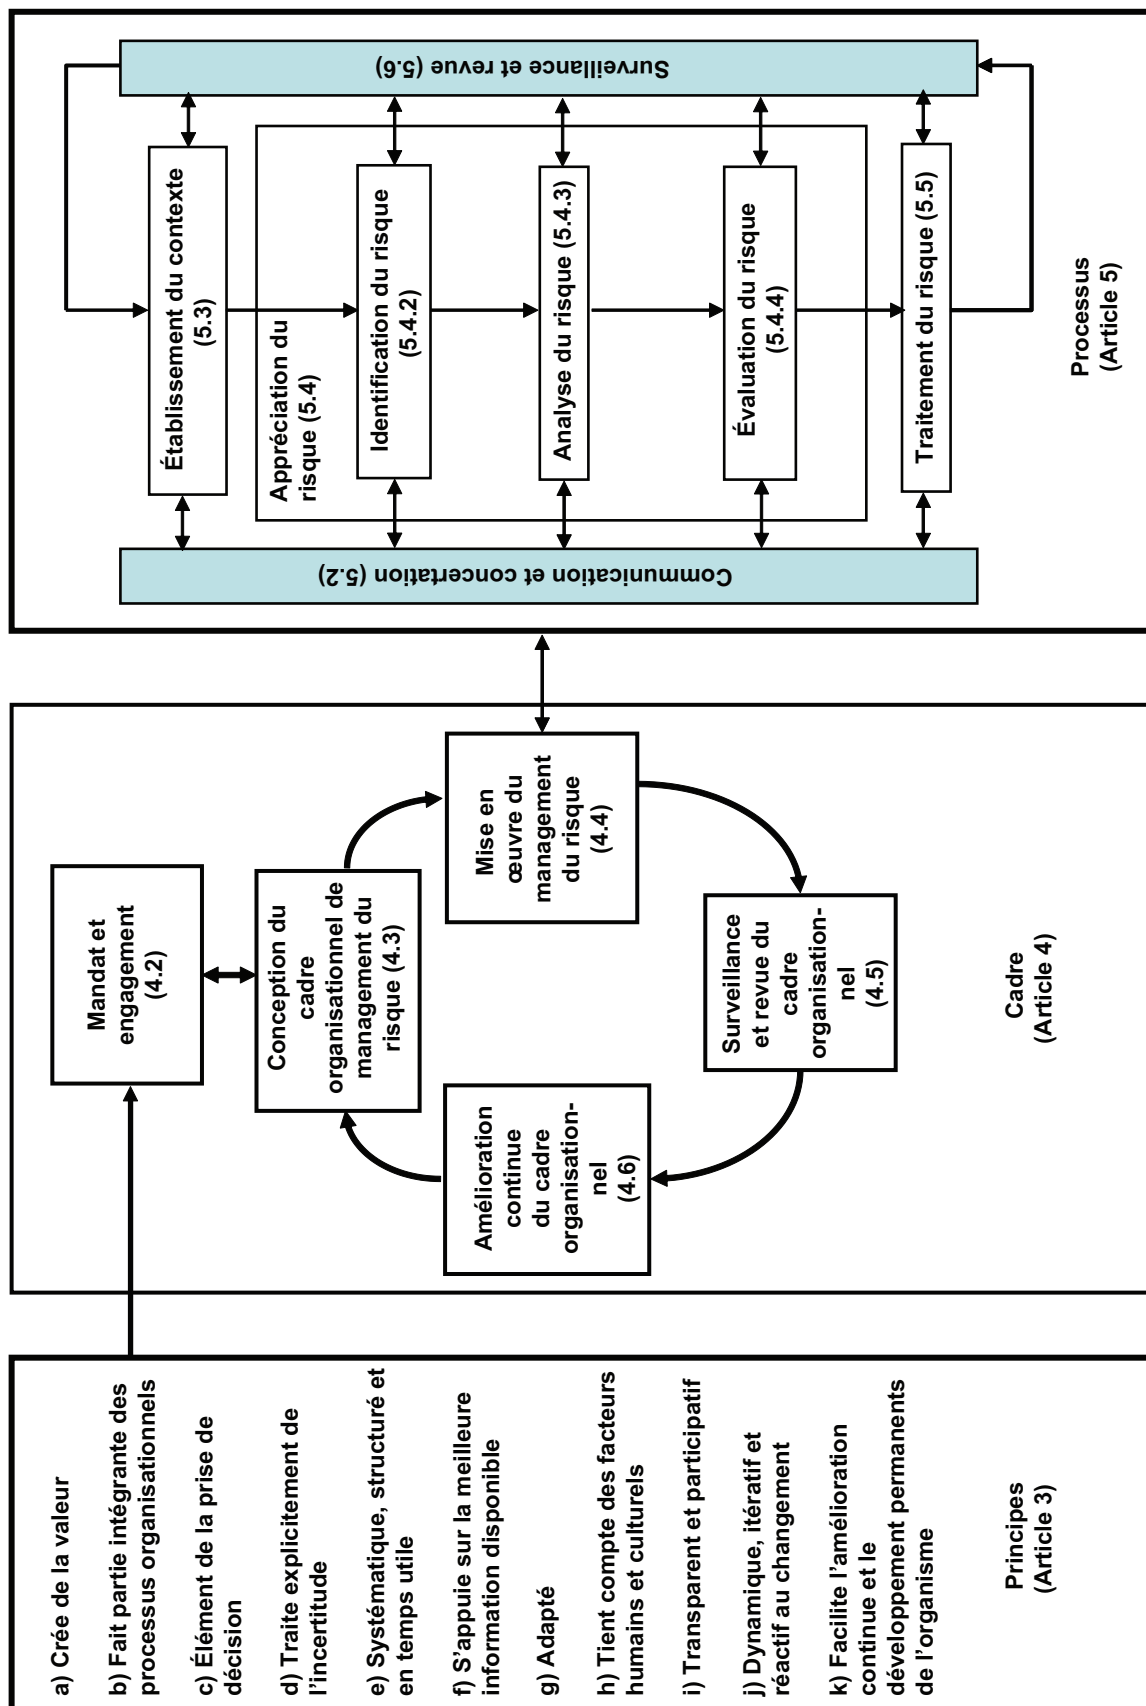 a) Crée de la valeur
b) Fait partie intégrante des
processus organisationnels
c) Élément de la prise de
décision
d) Traite explicitement de
l'incertitude
e) Systématique, structuré et
en temps utile
f) S'appuie sur la meilleure
information disponible
g) Adapté
h) Tient compte des facteurs
humains et culturels
i) Transparent et participatif
j) Dynamique, itératif et
réactif au changement
k) Facilite l'amélioration
continue et le
développement permanents
de l'organisme
Principes
(Article 3)
Mandat et
engagement
(4.2)
Conception du
cadre
organisationnel de
management du
risque (4.3)
Mise en
œuvre du
management
du risque
(4.4)
Surveillance
et revue du
cadre
organisation-
nel
(4.5)
Amélioration
continue
du cadre
organisation-
nel
(4.6)
Cadre
(Article 4)
Communication et concertation (5.2)
Établissement du contexte
(5.3)
Appréciation du
risque (5.4)
Identification du risque
(5.4.2)
Analyse du risque (5.4.3)
Évaluation du risque
(5.4.4)
Traitement du risque (5.5)
Surveillance et revue (5.6)
Processus
(Article 5)